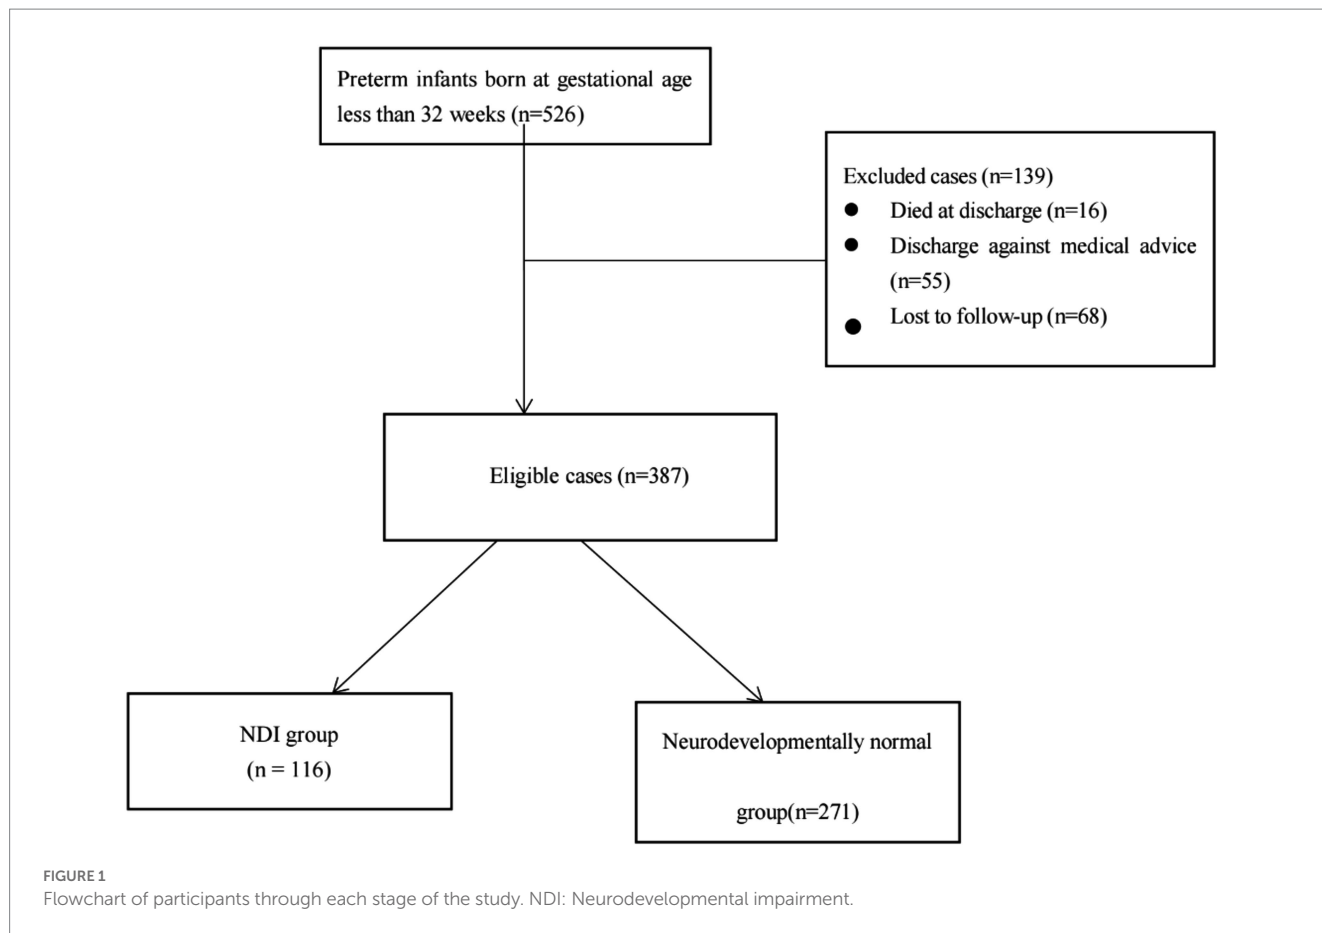 Preterm infants born at gestational age
less than 32 weeks (n=526)
Excluded cases (n=139)
● Died at discharge (n=16)
● Discharge against medical advice
(n=55)
● Lost to follow-up (n=68)
Eligible cases (n=387)
NDI group
(n = 116)
Neurodevelopmentally normal
group(n=271)
FIGURE 1
Flowchart of participants through each stage of the study. NDI: Neurodevelopmental impairment.